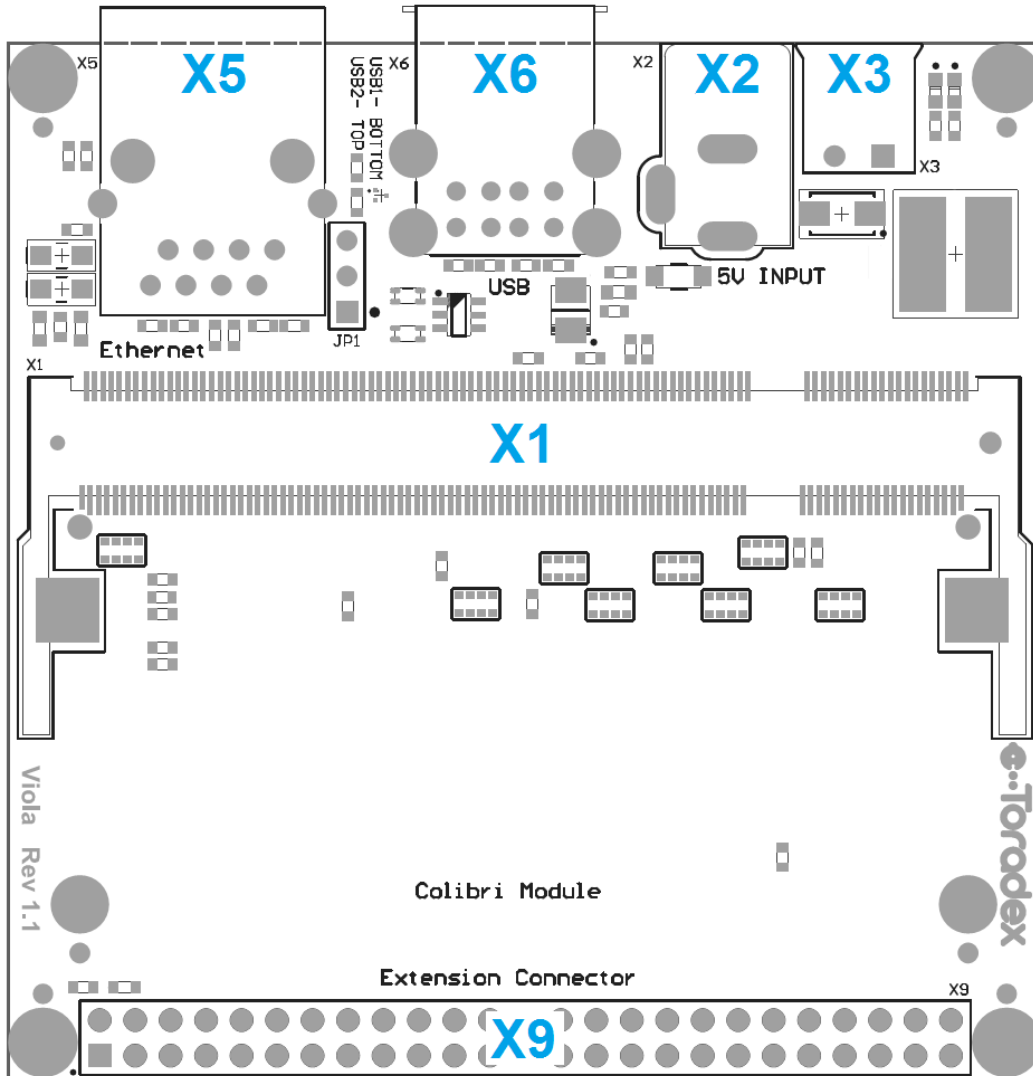 X5
X5
USB1- BOTTOM
USB2- TOP
X6
X6
X2
X2
X3
X3
JP1
USB
5V INPUT
Ethernet
X1
X1
Viola Rev 1.1
Toradex
Colibri Module
Extension Connector
X9
X9